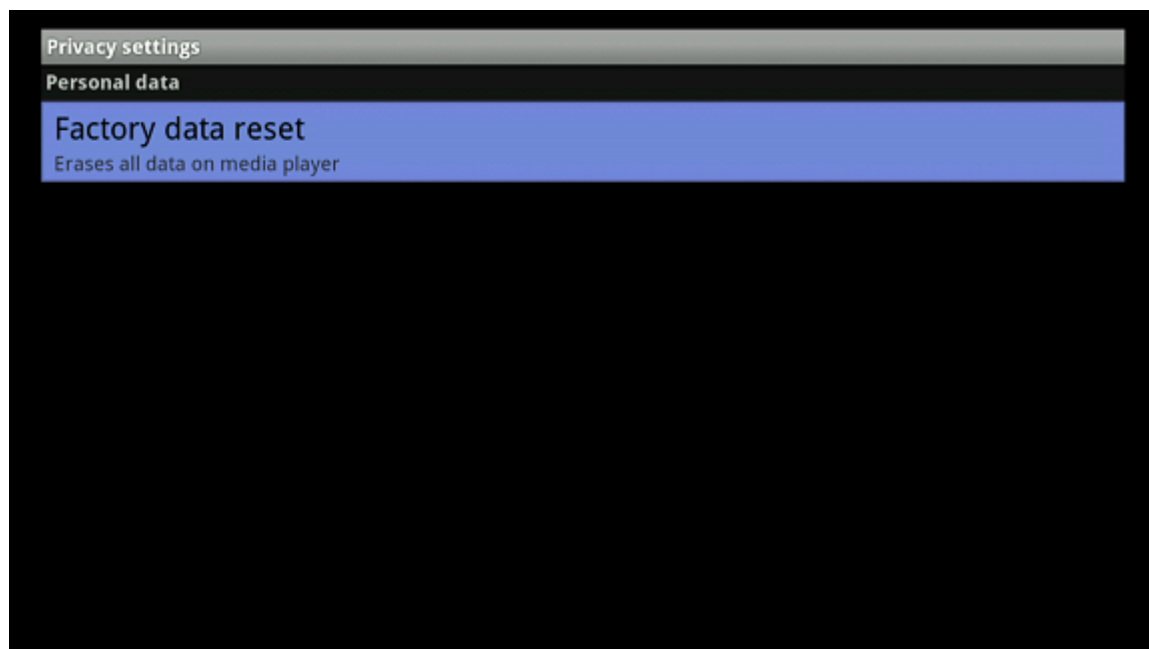 Privacy settings
Personal data
Factory data reset
Erases all data on media player